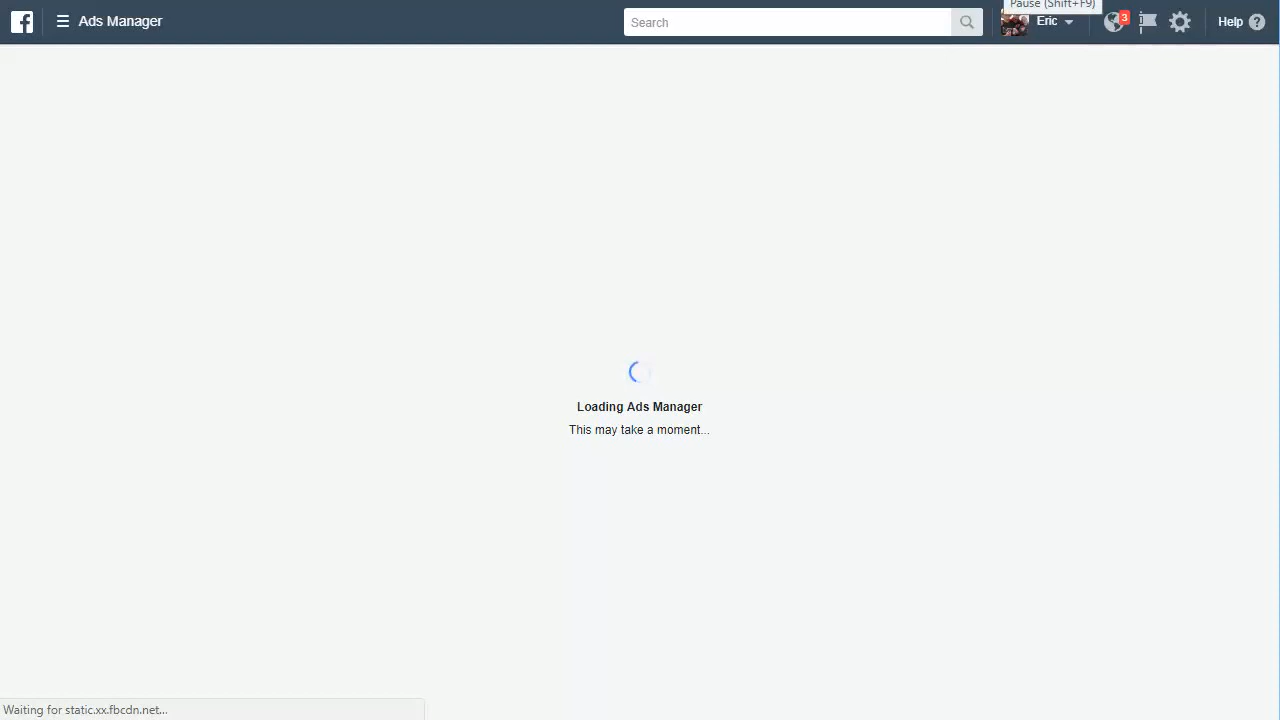 Pause (Shift+F9)
Ads Manager
Search
Eric
3
Help
Loading Ads Manager
This may take a moment...
Waiting for static.xx.fbcdn.net...